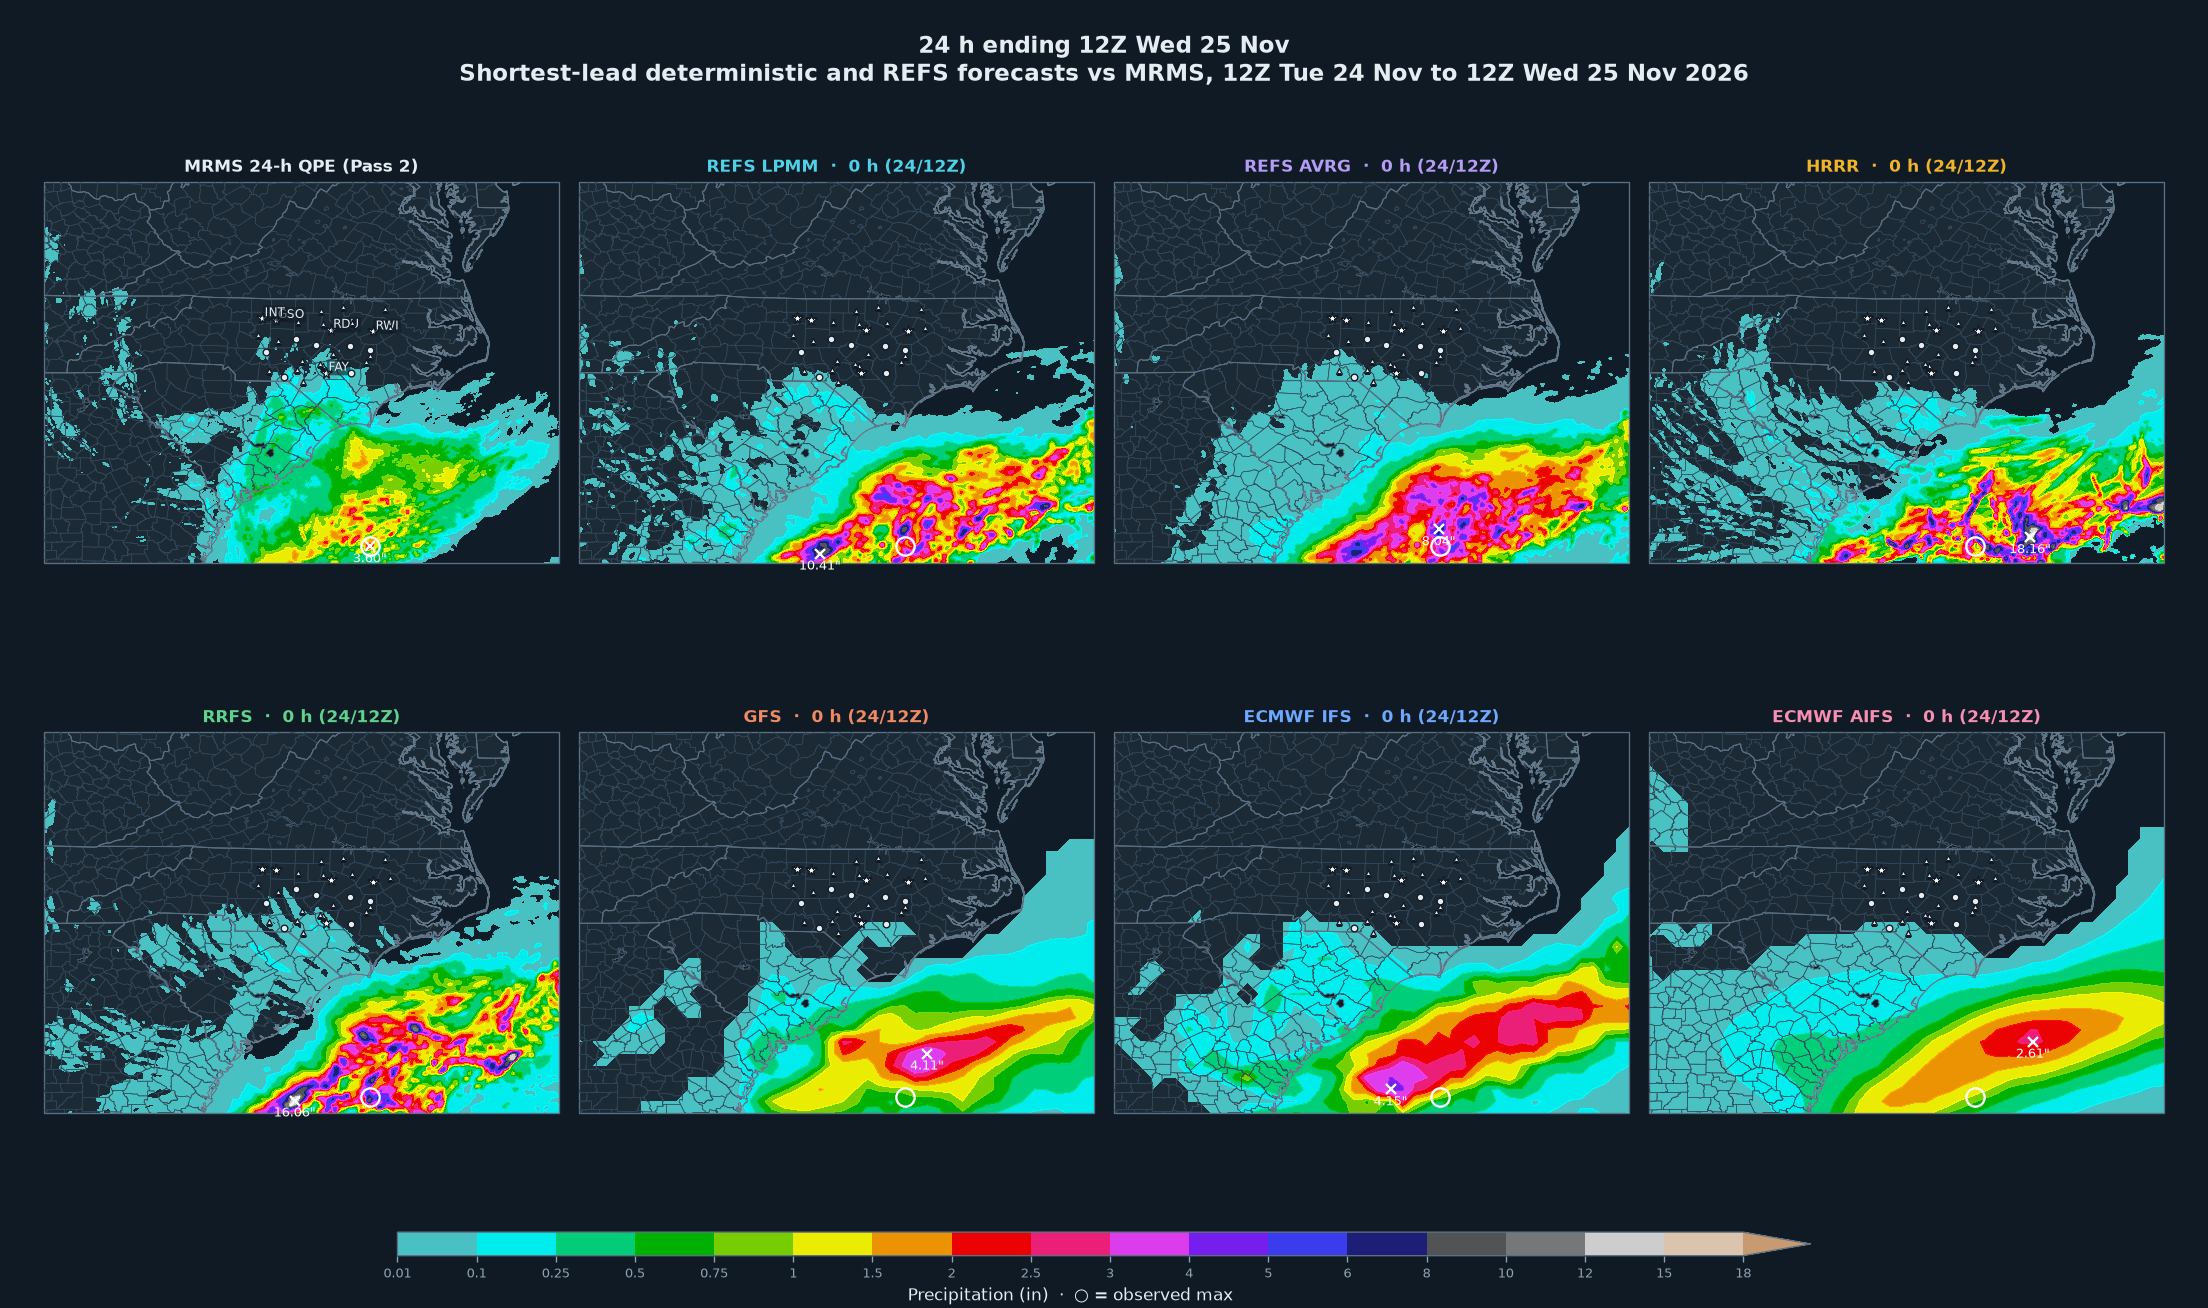 24 h ending 12Z Wed 25 Nov
Shortest-lead deterministic and REFS forecasts vs MRMS, 12Z Tue 24 Nov to 12Z Wed 25 Nov 2026
MRMS 24-h QPE (Pass 2)
REFS LPMM · 0 h (24/12Z)
REFS AVRG · 0 h (24/12Z)
HRRR · 0 h (24/12Z)
INT
GSO
RDU
RWI
FAY
3.60"
10.41"
8.04"
18.16"
RRFS · 0 h (24/12Z)
GFS · 0 h (24/12Z)
ECMWF IFS · 0 h (24/12Z)
ECMWF AIFS · 0 h (24/12Z)
16.06"
4.11"
4.15"
2.61"
0.01 0.1 0.25 0.5 0.75 1 1.5 2 2.5 3 4 5 6 8 10 12 15 18
Precipitation (in) · ○ = observed max